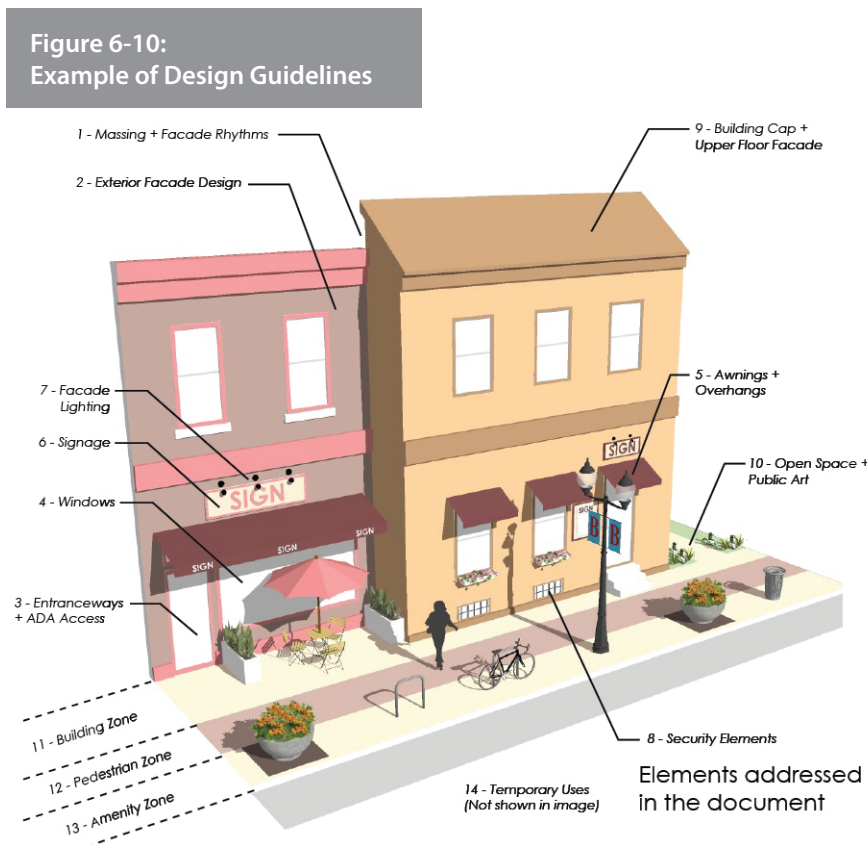 Figure 6-10:
Example of Design Guidelines
1 - Massing + Facade Rhythms
9 - Building Cap +
Upper Floor Facade
2 - Exterior Facade Design
7 - Facade
Lighting
5 - Awnings +
Overhangs
6 - Signage
SIGN
SIGN
4 - Windows
10 - Open Space +
Public Art
SIGN
SIGN
SIGN
SIGN
B B
3 - Entranceways
+ ADA Access
11 - Building Zone
12 - Pedestrian Zone
13 - Amenity Zone
8 - Security Elements
14 - Temporary Uses
(Not shown in image)
Elements addressed
in the document